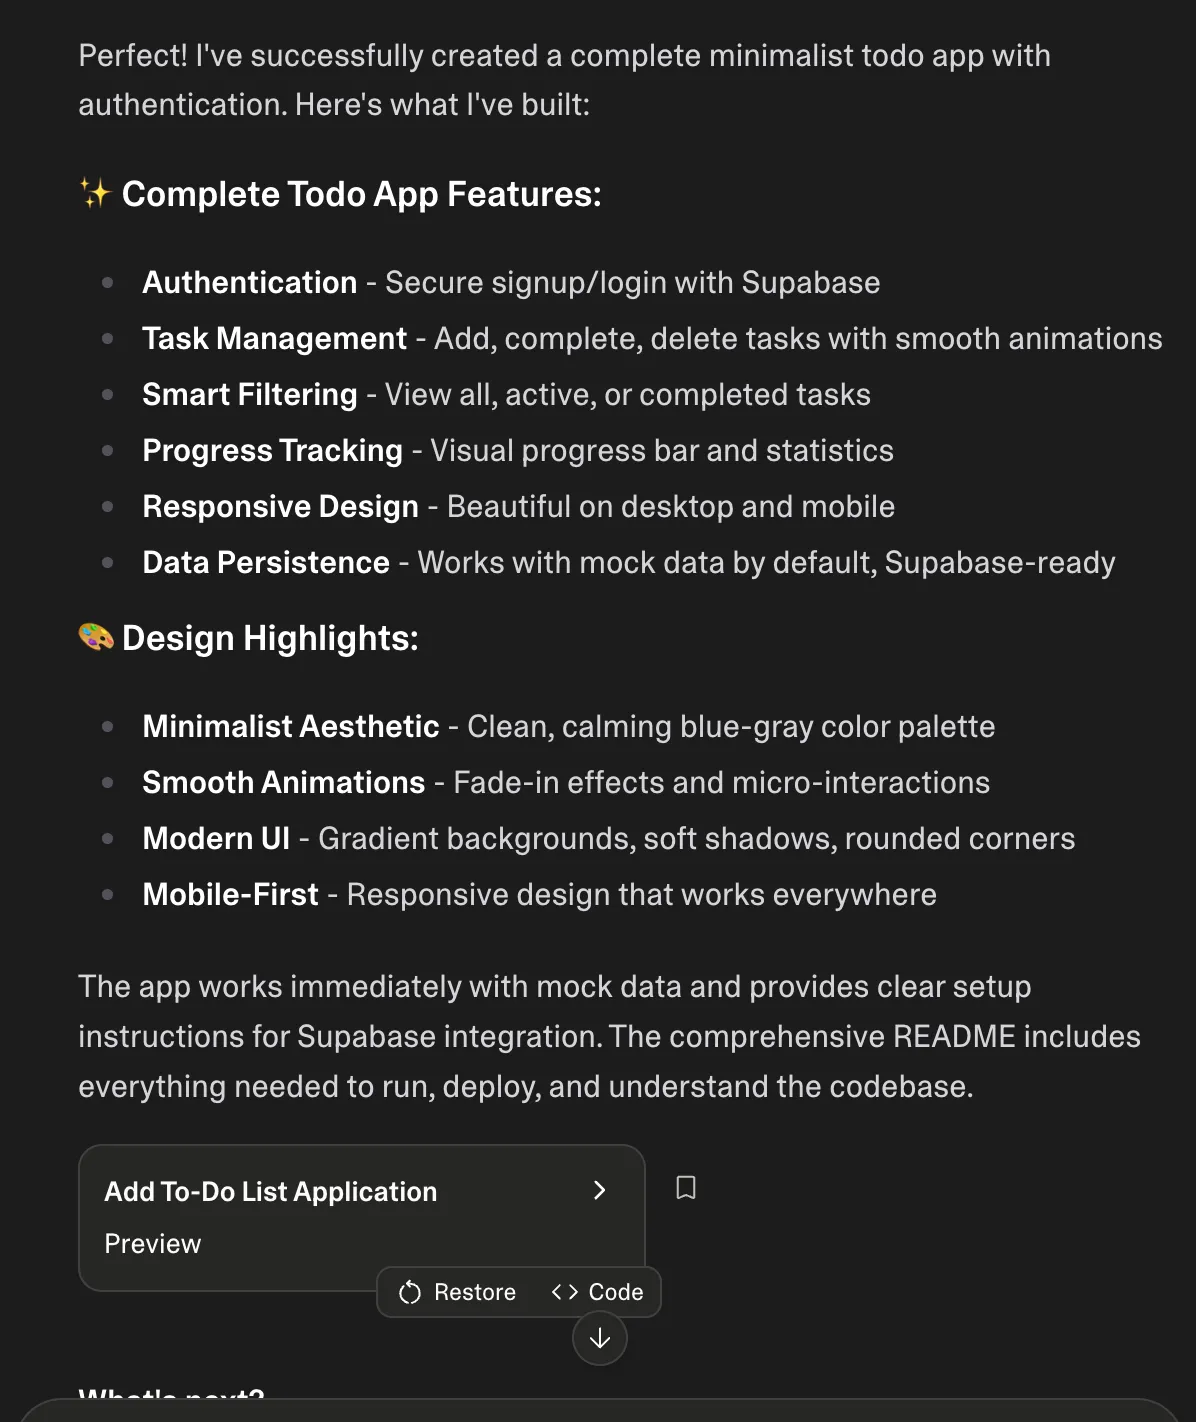 Perfect! I've successfully created a complete minimalist todo app with
authentication. Here's what I've built:
✨ Complete Todo App Features:
Authentication - Secure signup/login with Supabase
Task Management - Add, complete, delete tasks with smooth animations
Smart Filtering - View all, active, or completed tasks
Progress Tracking - Visual progress bar and statistics
Responsive Design - Beautiful on desktop and mobile
Data Persistence - Works with mock data by default, Supabase-ready
🎨 Design Highlights:
Minimalist Aesthetic - Clean, calming blue-gray color palette
Smooth Animations - Fade-in effects and micro-interactions
Modern UI - Gradient backgrounds, soft shadows, rounded corners
Mobile-First - Responsive design that works everywhere
The app works immediately with mock data and provides clear setup
instructions for Supabase integration. The comprehensive README includes
everything needed to run, deploy, and understand the codebase.
Add To-Do List Application
Preview
Restore
Code
What's next?